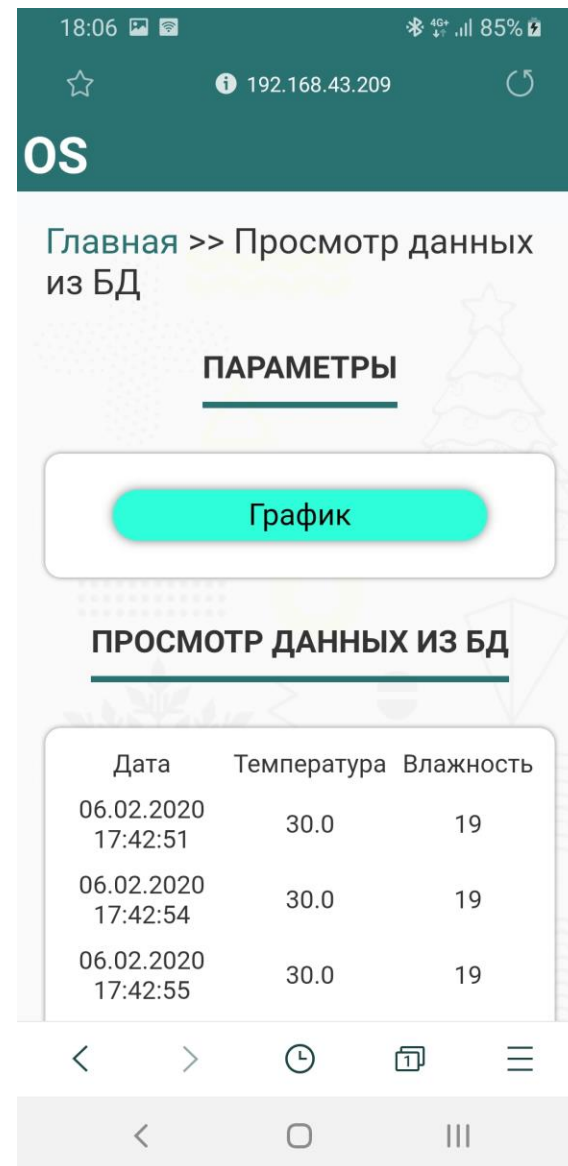 18:06 4G+ 85%
192.168.43.209
OS
Главная >> Просмотр данных
из БД
ПАРАМЕТРЫ
График
ПРОСМОТР ДАННЫХ ИЗ БД
Дата Температура Влажность
06.02.2020
17:42:51 30.0 19
06.02.2020
17:42:54 30.0 19
06.02.2020
17:42:55 30.0 19
1